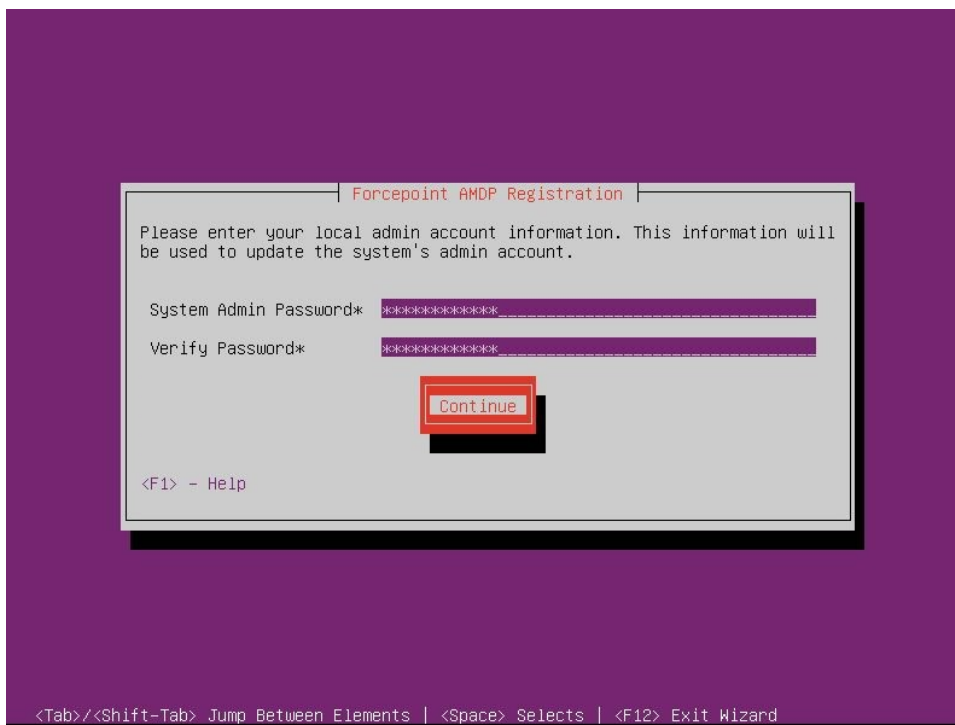 Forcepoint AMDP Registration
Please enter your local admin account information. This information will
be used to update the system's admin account.
System Admin Password* ************_________________________________
Verify Password* ************_________________________________
Continue
<F1> - Help
<Tab>/<Shift-Tab> Jump Between Elements | <Space> Selects | <F12> Exit Wizard